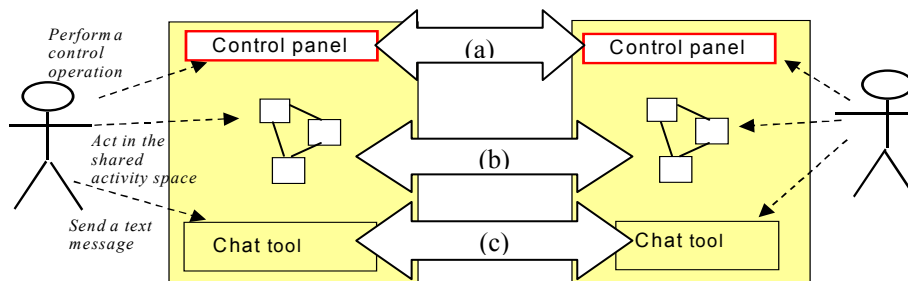 Perform a
control
operation
Control panel
(a)
Control panel
Act in the
shared
activity space
(b)
Send a text
message
Chat tool
(c)
Chat tool